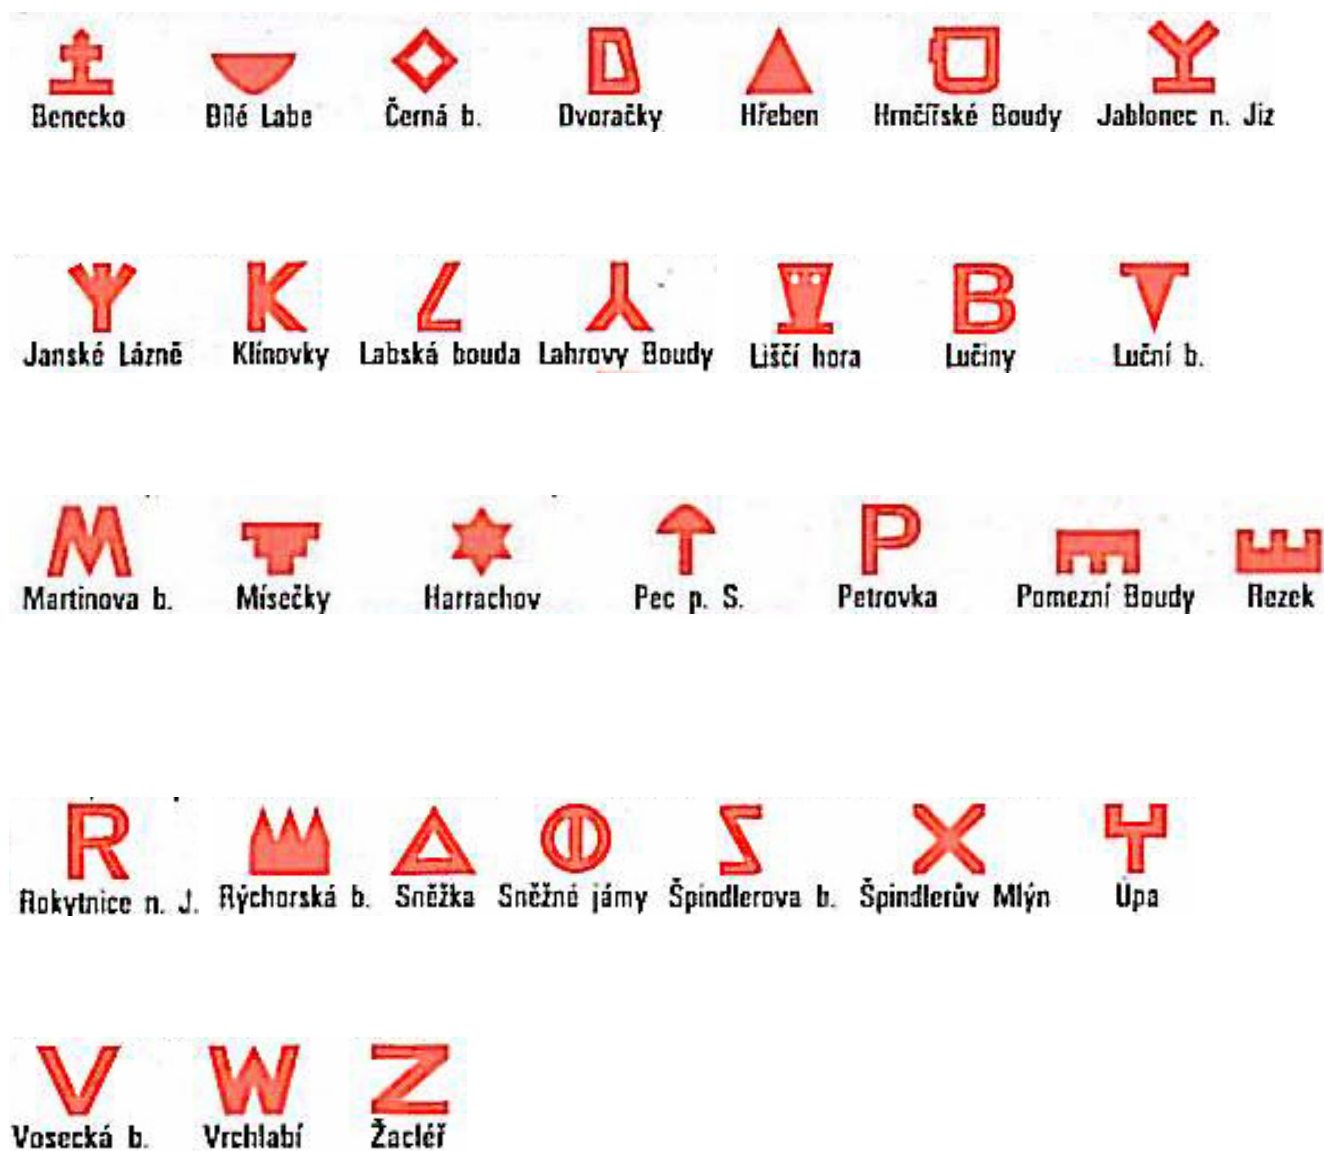 Benecko Bílé Labe Černá b. Dvoračky Hřeben Hrnčířské Boudy Jablonec n. Jiz
Janské Lázně Klínovky Labská bouda Lahrovy Boudy Liščí hora Lučiny Luční b.
Martinova b. Mísečky Harrachov Pec p. S. Petrovka Pomezní Boudy Rezek
Rokytnice n. J. Rýchorská b. Sněžka Sněžné jámy Špindlerova b. Špindlerův Mlýn Úpa
Vosecká b. Vrchlabí Žacléř